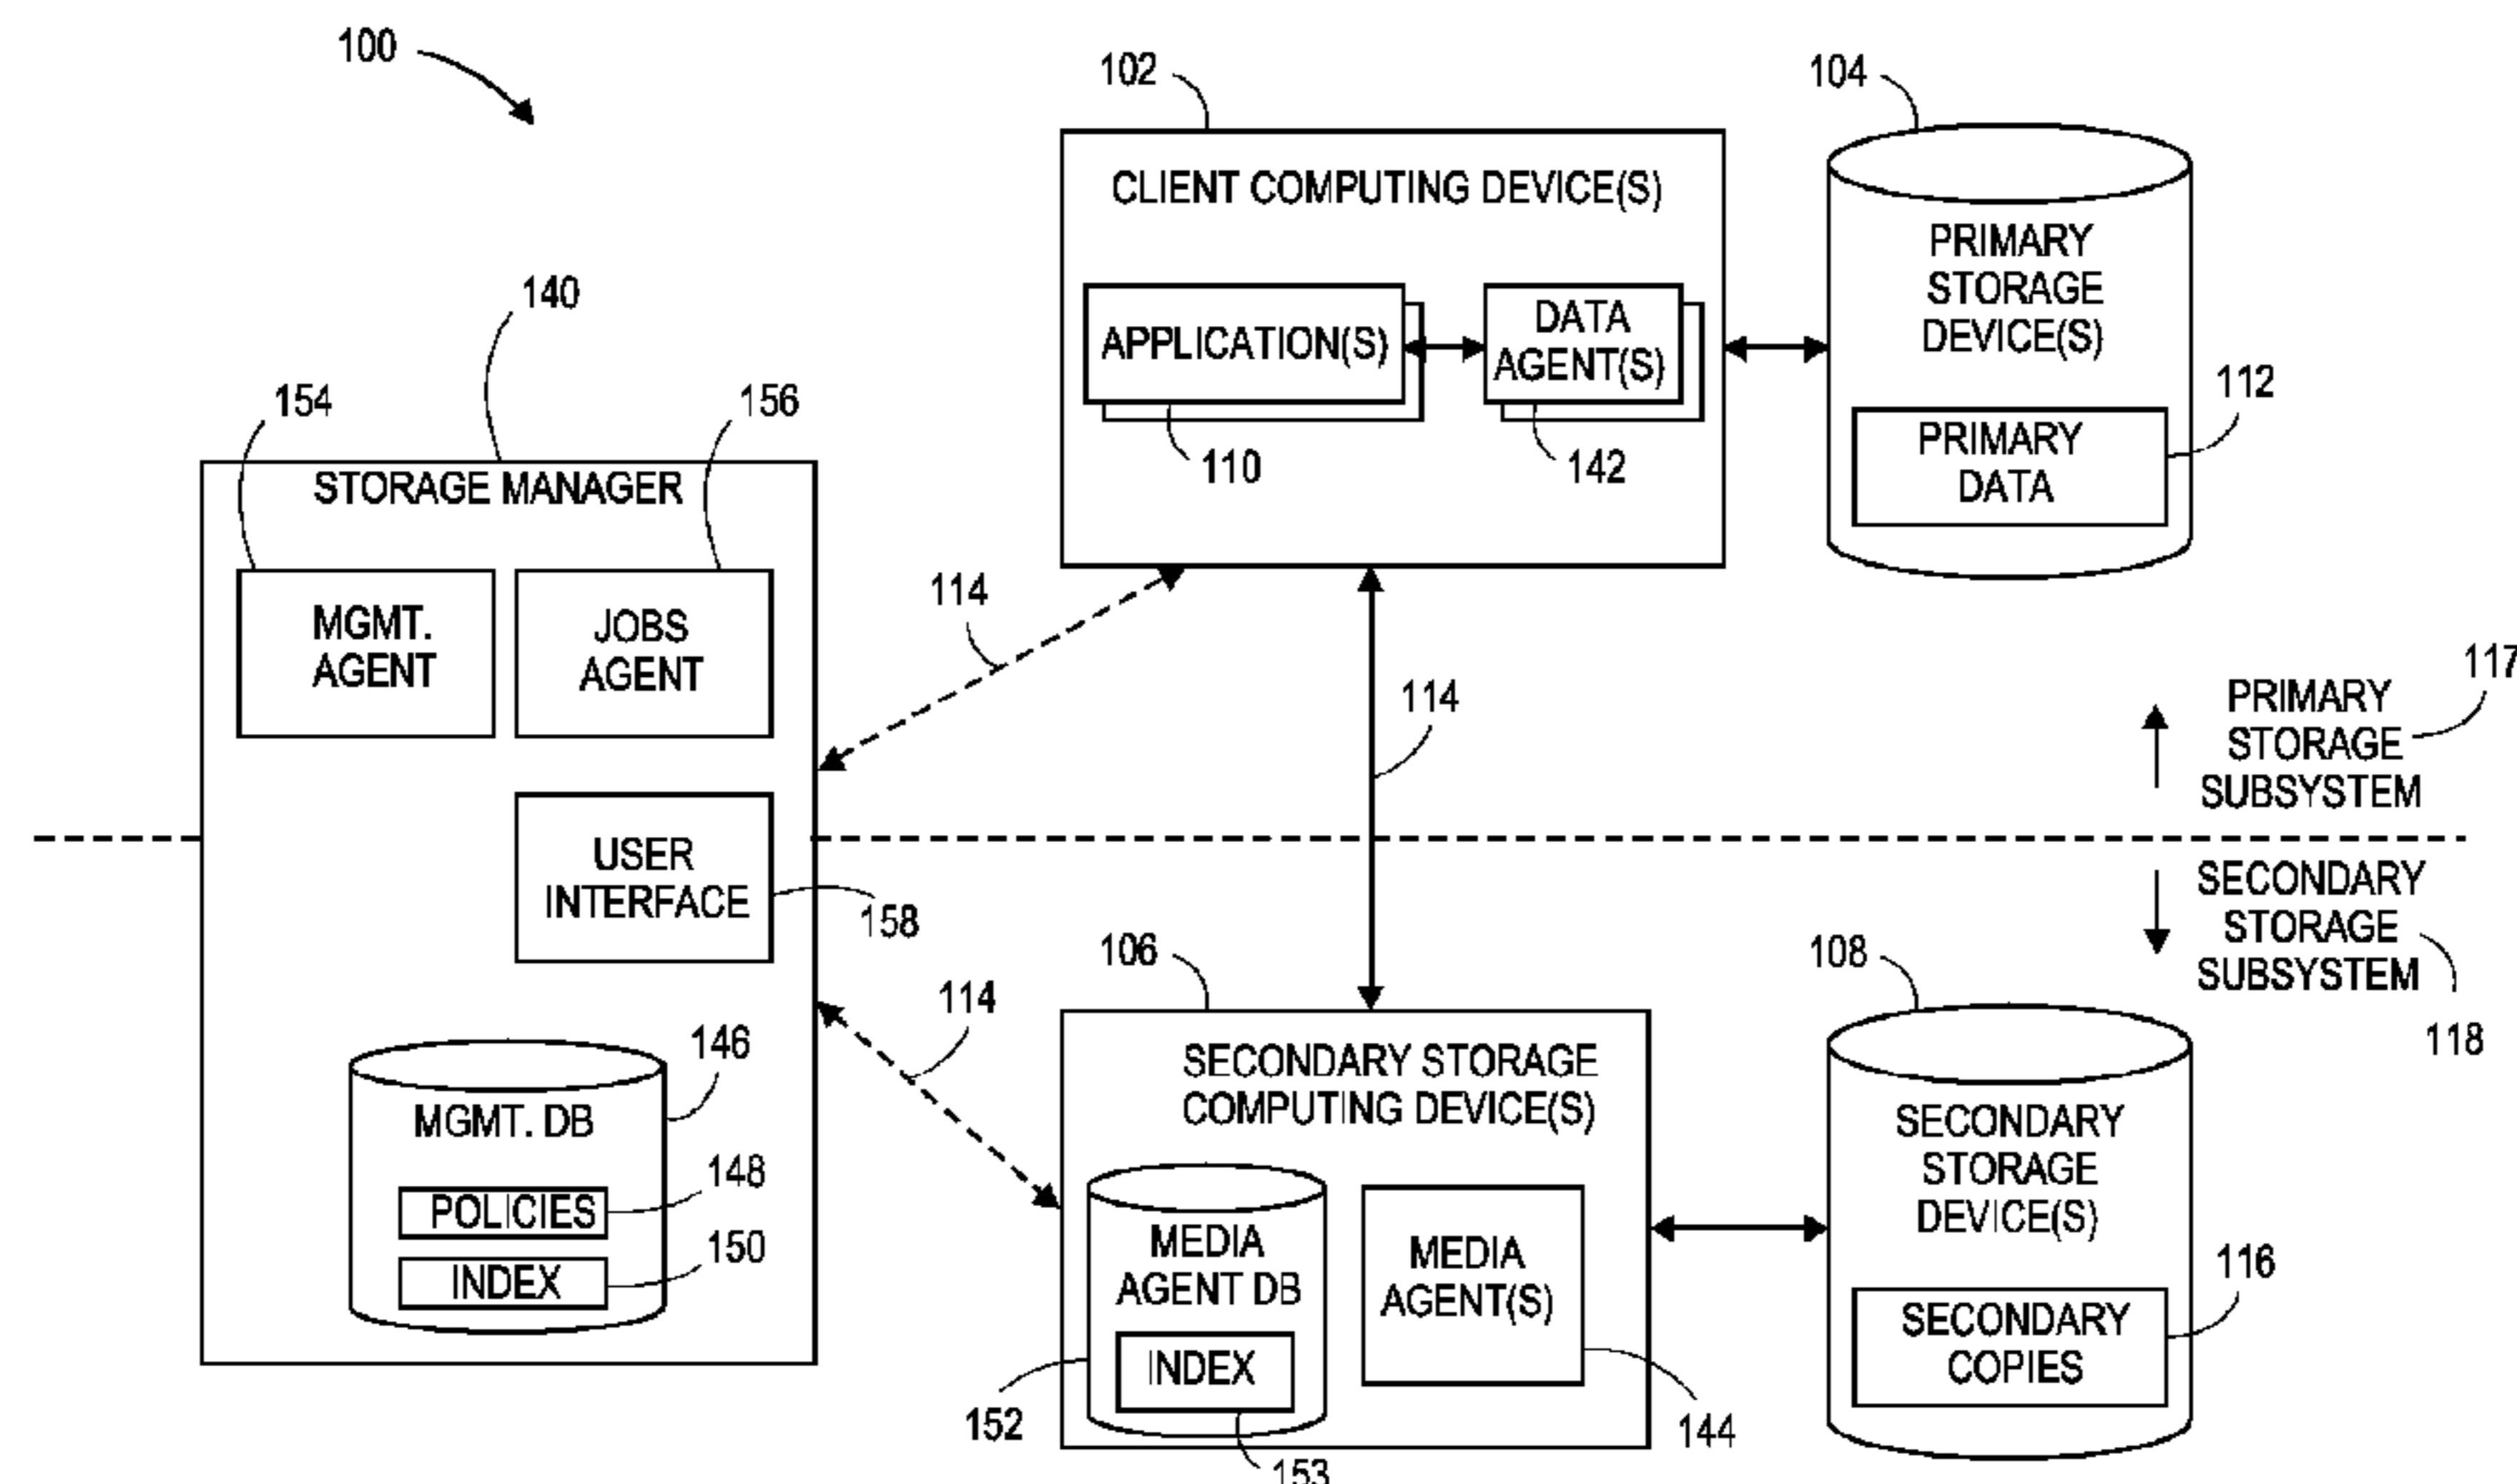 100
102
104
CLIENT COMPUTING DEVICE(S)
APPLICATION(S)
DATA
AGENT(S)
110
142
PRIMARY
STORAGE
DEVICE(S)
PRIMARY
DATA
112
140
154
156
STORAGE MANAGER
MGMT.
AGENT
JOBS
AGENT
USER
INTERFACE
158
114
114
114
PRIMARY
STORAGE
SUBSYSTEM
117
SECONDARY
STORAGE
SUBSYSTEM
118
146
MGMT. DB
POLICIES
148
INDEX
150
106
SECONDARY STORAGE
COMPUTING DEVICE(S)
MEDIA
AGENT DB
INDEX
152
153
MEDIA
AGENT(S)
144
108
SECONDARY
STORAGE
DEVICE(S)
SECONDARY
COPIES
116